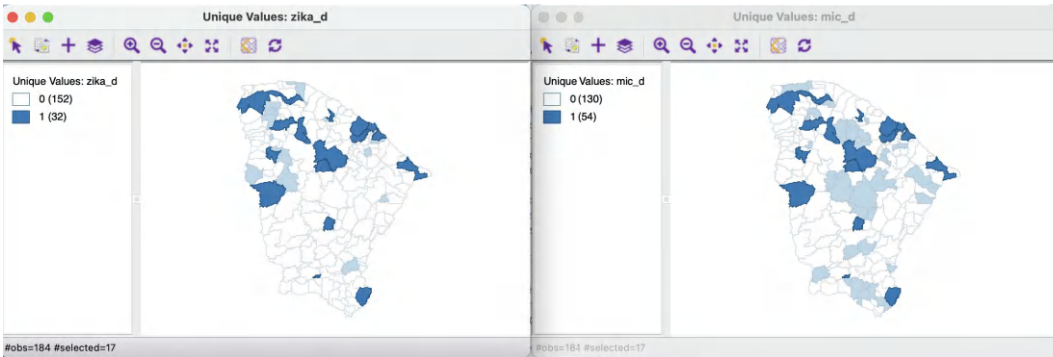 Unique Values: zika_d
Unique Values: zika_d
0 (152)
1 (32)
#obs=184 #selected=17
Unique Values: mic_d
Unique Values: mic_d
0 (130)
1 (54)
#obs=184 #selected=17